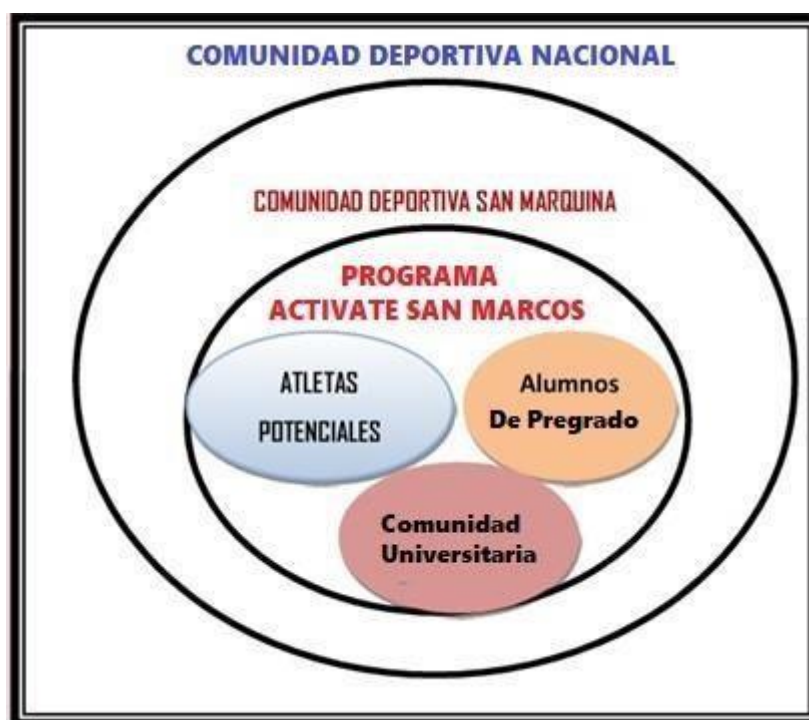 COMUNIDAD DEPORTIVA NACIONAL
COMUNIDAD DEPORTIVA SAN MARQUINA
PROGRAMA
ACTIVATE SAN MARCOS
ATLETAS
POTENCIALES
Alumnos
De Pregrado
Comunidad
Universitaria